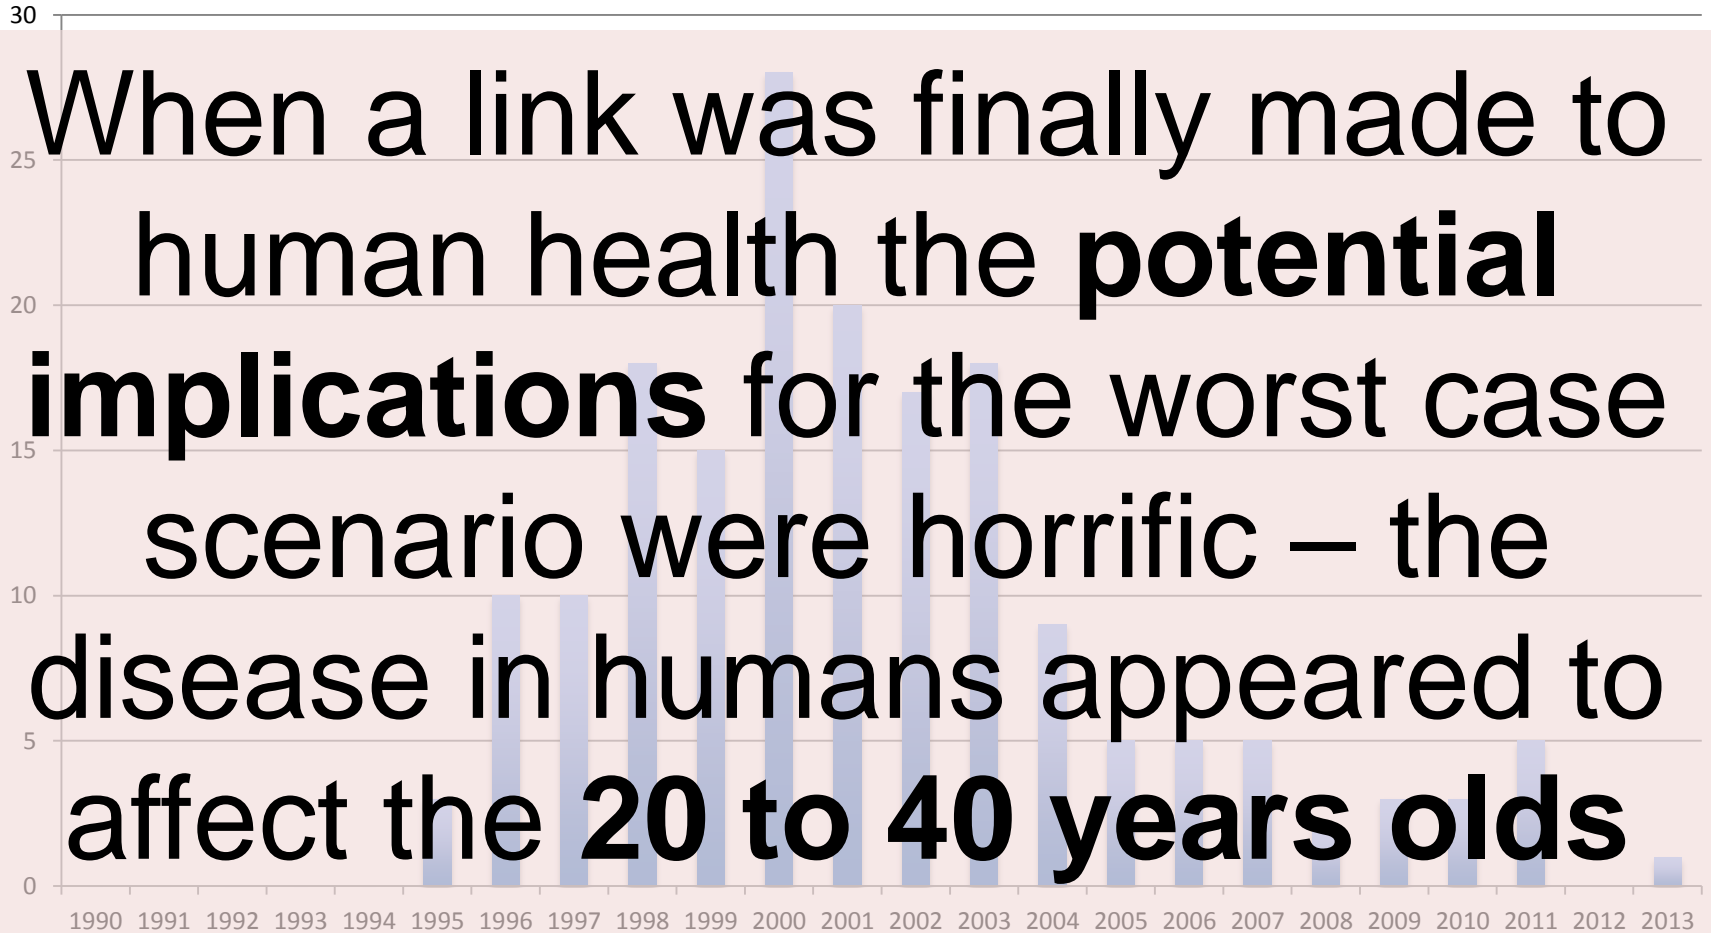 30
25
20
15
10
5
0
When a link was finally made to
human health the potential
implications for the worst case
scenario were horrific – the
disease in humans appeared to
affect the 20 to 40 years olds
1990 1991 1992 1993 1994 1995 1996 1997 1998 1999 2000 2001 2002 2003 2004 2005 2006 2007 2008 2009 2010 2011 2012 2013